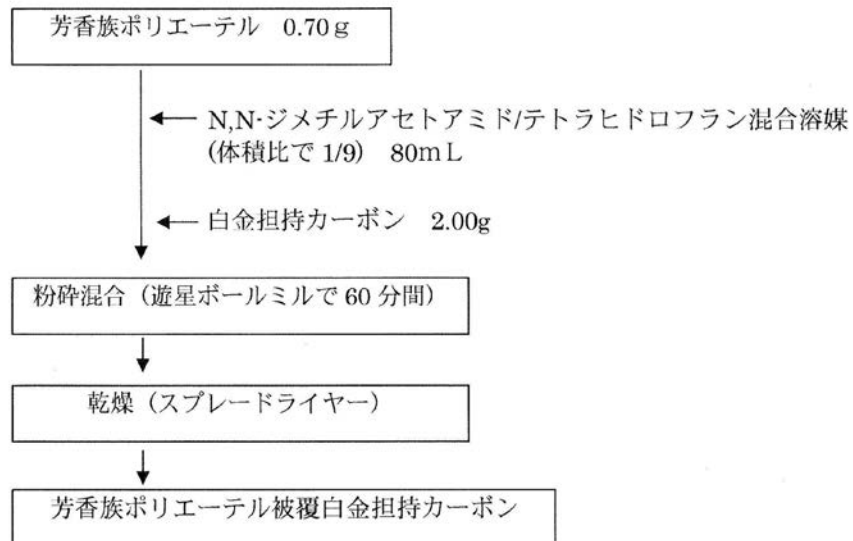 芳香族ポリエーテル 0.70g
N,N-ジメチルアセトアミド/テトラヒドロフラン混合溶媒
(体積比で 1/9) 80mL
白金担持カーボン 2.00g
粉砕混合（遊星ボールミルで 60 分間）
乾燥（スプレードライヤー）
芳香族ポリエーテル被覆白金担持カーボン